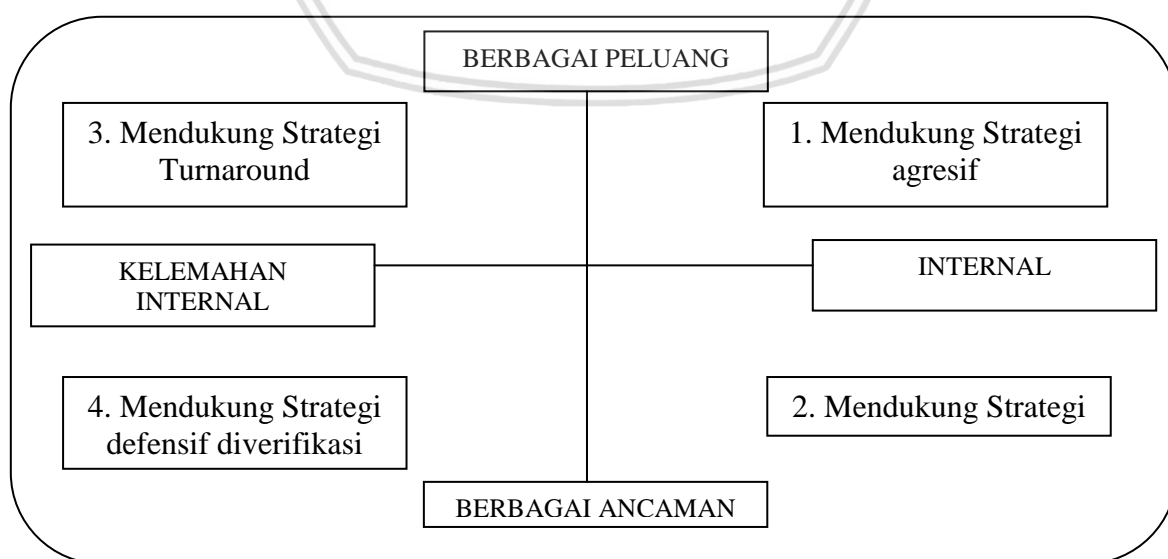 BERBAGAI PELUANG
3. Mendukung Strategi
Turnaround
1. Mendukung Strategi
agresif
KELEMAHAN
INTERNAL
INTERNAL
4. Mendukung Strategi
defensif diverifikasi
2. Mendukung Strategi
BERBAGAI ANCAMAN